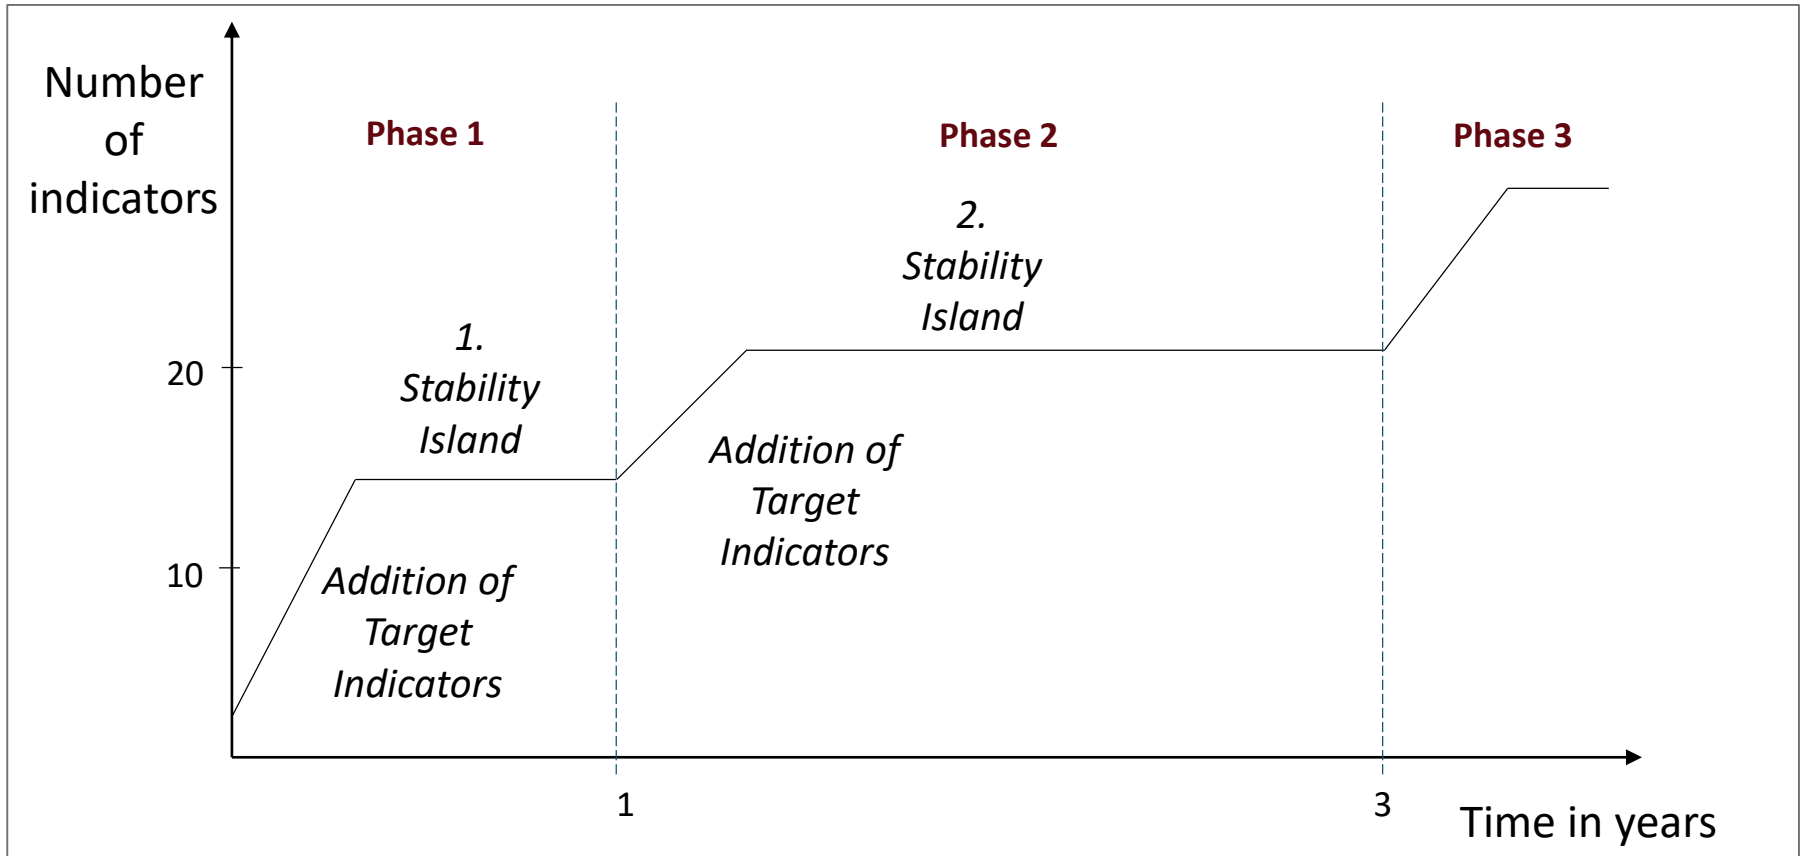 Number
of
indicators
Phase 1
Phase 2
Phase 3
2.
Stability
Island
1.
Stability
Island
20
Addition of
Target
Indicators
10
Addition of
Target
Indicators
1
3
Time in years